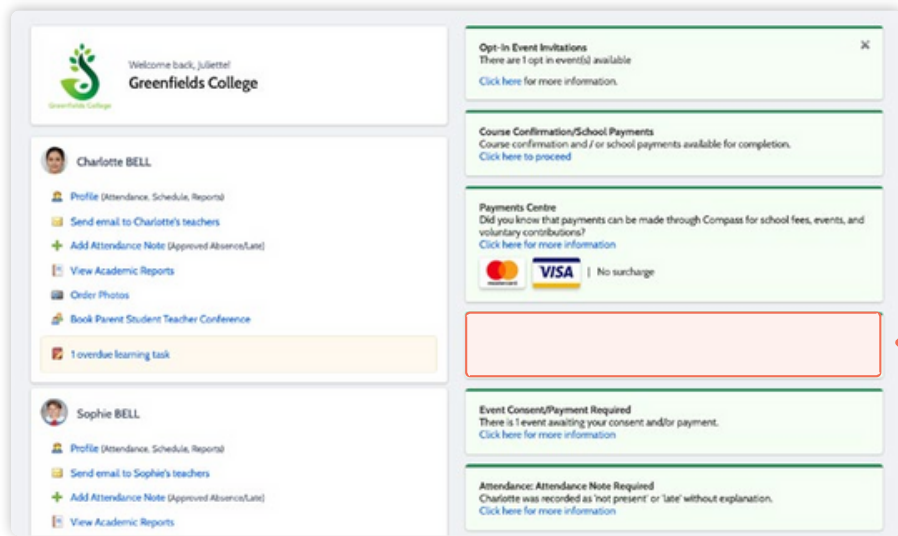 Welcome back, Juliette!
Greenfields College
Greenfields College
Charlotte BELL
Profile (Attendance, Schedule, Reports)
Send email to Charlotte's teachers
Add Attendance Note (Approved Absence/Late)
View Academic Reports
Order Photos
Book Parent Student Teacher Conference
1 overdue learning task
Sophie BELL
Profile (Attendance, Schedule, Reports)
Send email to Sophie's teachers
Add Attendance Note (Approved Absence/Late)
View Academic Reports
Opt-In Event Invitations
There are 1 opt in event(s) available
Click here for more information.
Course Confirmation/School Payments
Course confirmation and / or school payments available for completion.
Click here to proceed
Payments Centre
Did you know that payments can be made through Compass for school fees, events, and
voluntary contributions?
Click here for more information
mastercard VISA | No surcharge
Event Consent/Payment Required
There is 1 event awaiting your consent and/or payment.
Click here for more information
Attendance: Attendance Note Required
Charlotte was recorded as 'not present' or 'late' without explanation.
Click here for more information